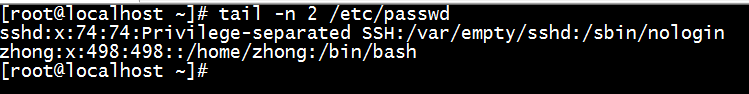 [root@localhost ~]# tail -n 2 /etc/passwd
sshd:x:74:74:Privilege-separated SSH:/var/empty/sshd:/sbin/nologin
zhong:x:498:498::/home/zhong:/bin/bash
[root@localhost ~]#